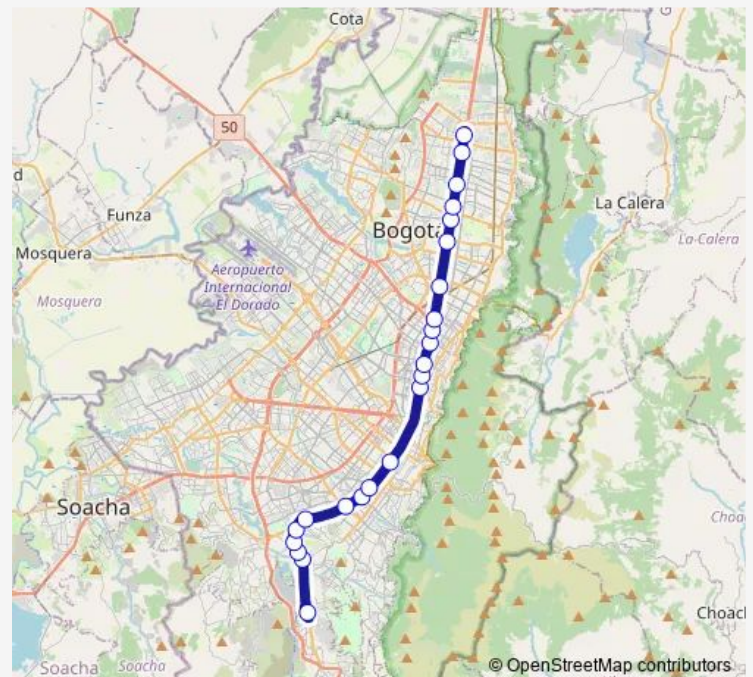 Cota
50
d
La Calera
Funza
Bogotá
La-Calera
Mosquera
Aeropuerto
Internacional
El Dorado
Mosquera
Soacha
Choa
Choacl
Soacha
Soacha
© OpenStreetMap contributors